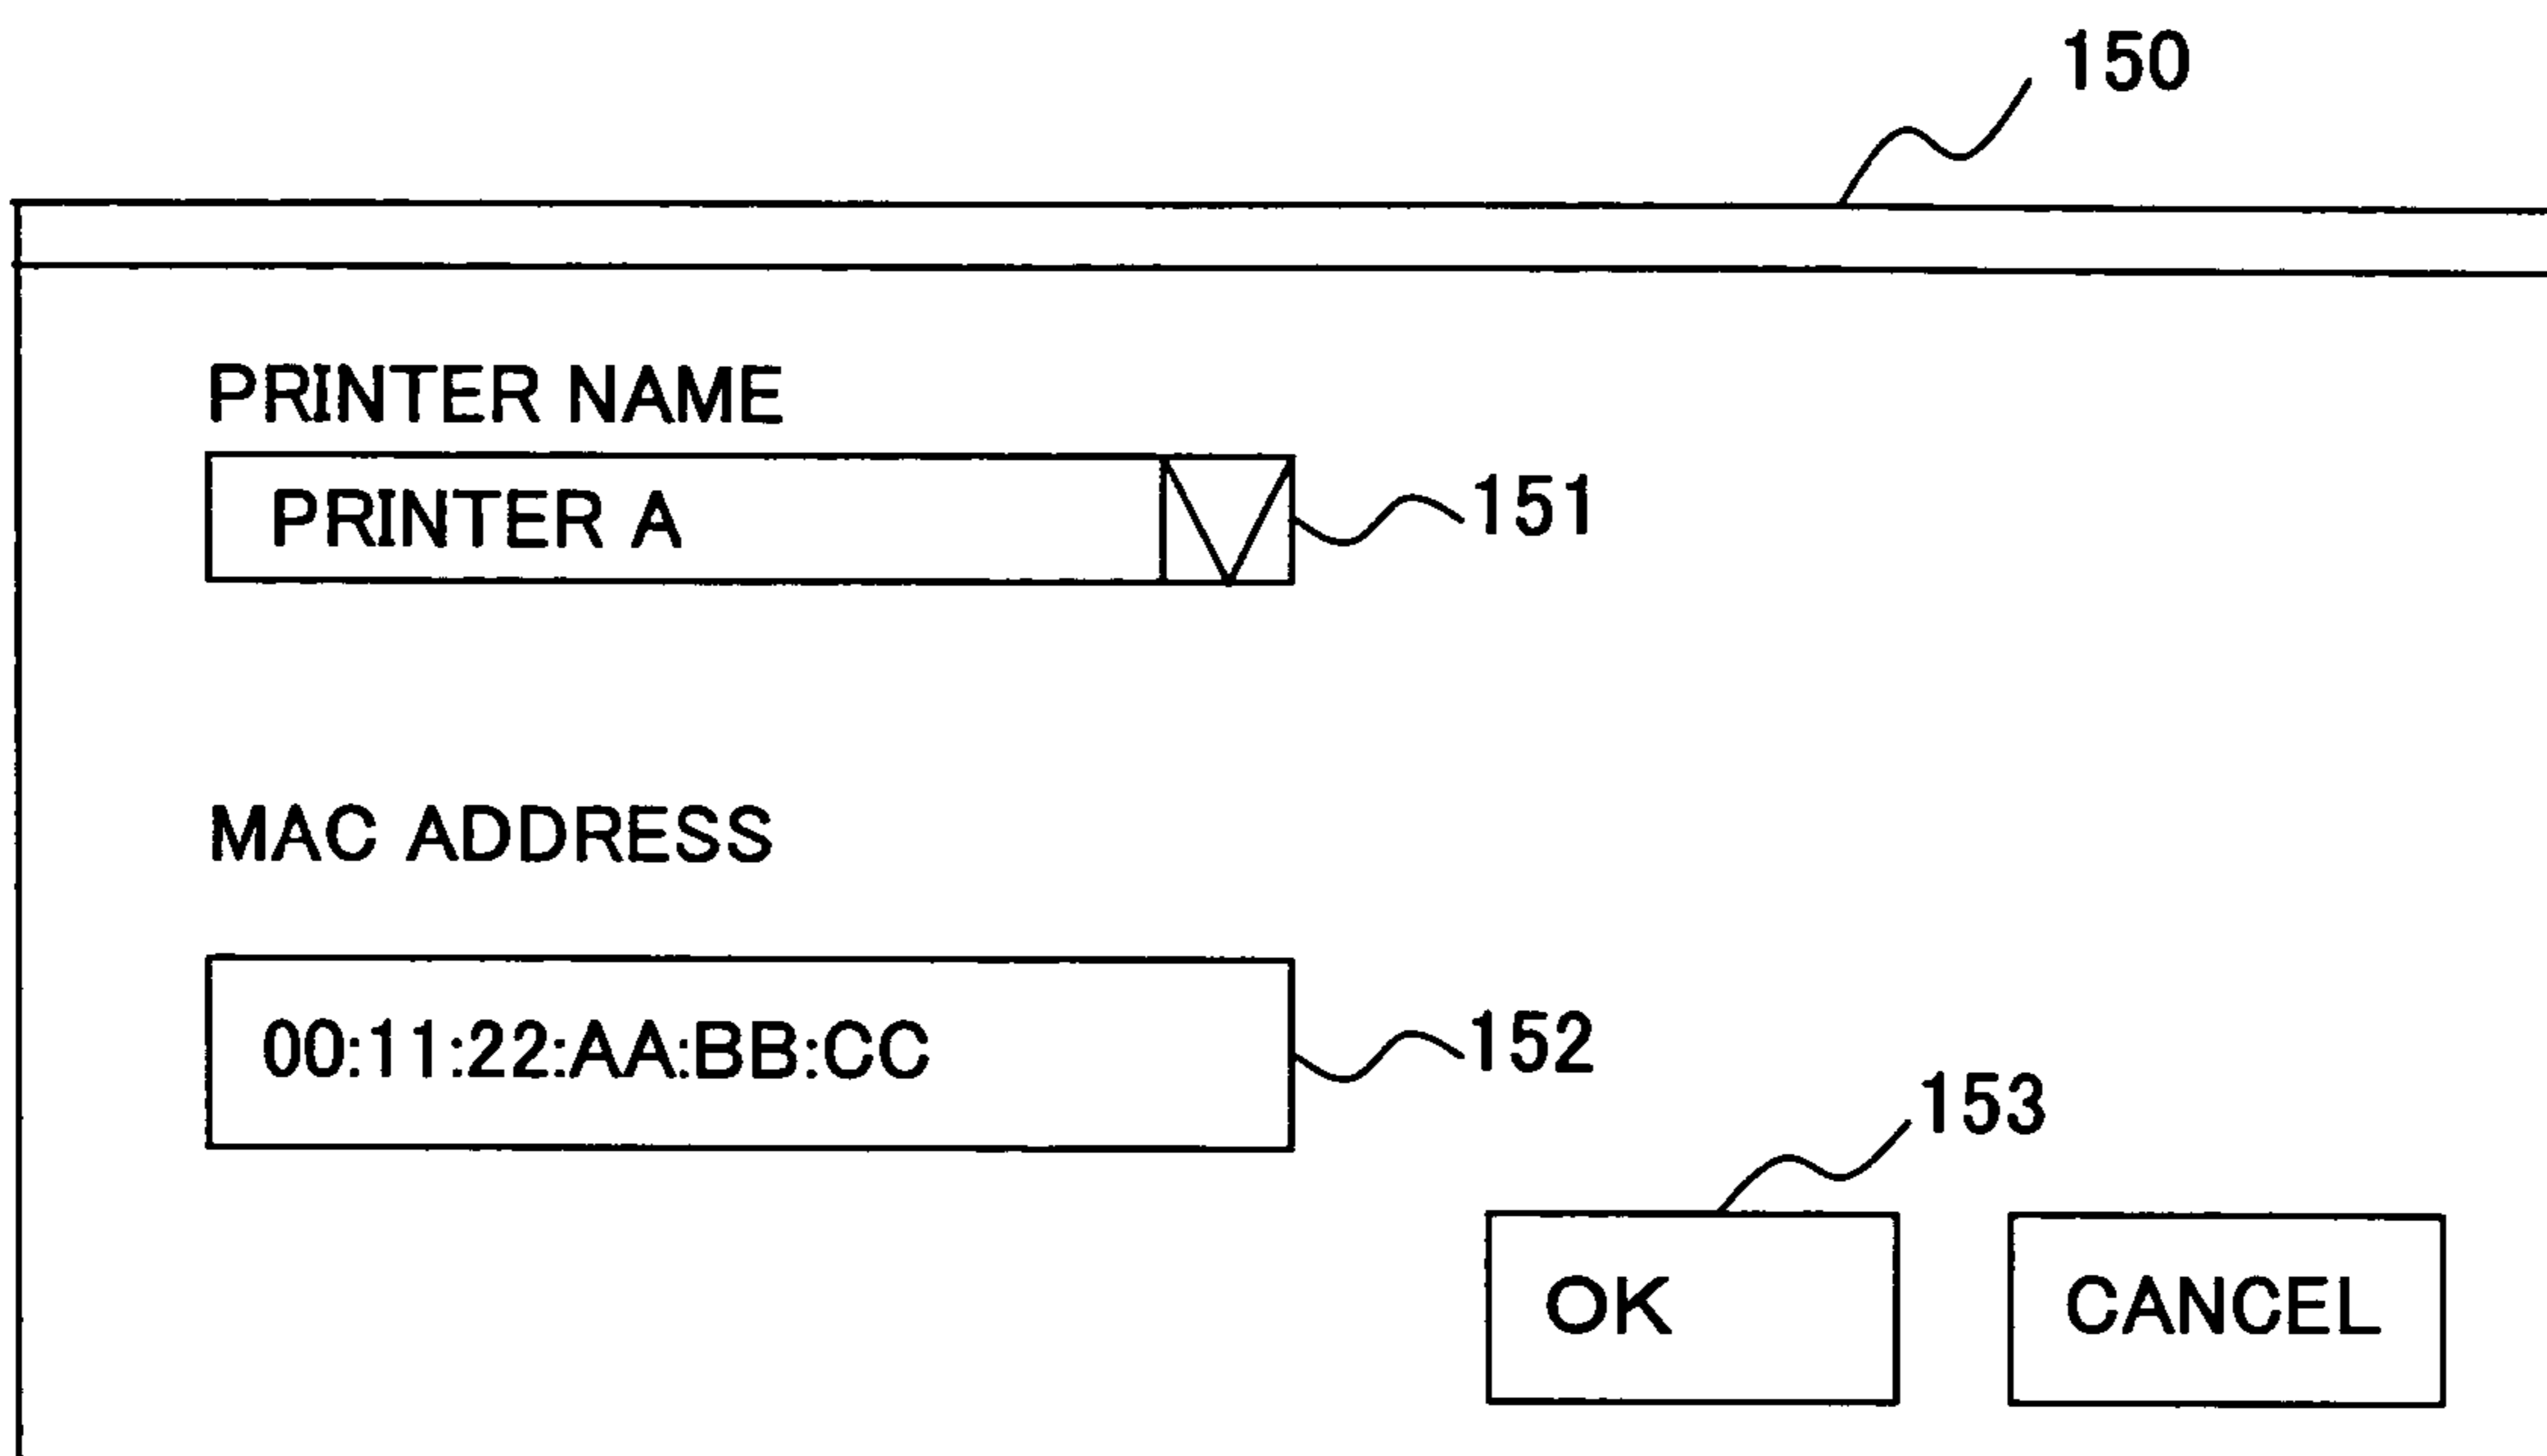 150
PRINTER NAME
PRINTER A
151
MAC ADDRESS
00:11:22:AA:BB:CC
152
153
OK
CANCEL